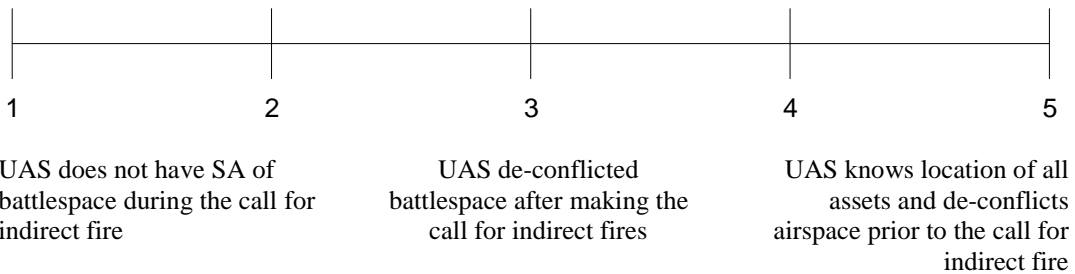 1 2 3 4 5
UAS does not have SA of
battlespace during the call for
indirect fire
UAS de-conflicted
battlespace after making the
call for indirect fires
UAS knows location of all
assets and de-conflicts
airspace prior to the call for
indirect fire